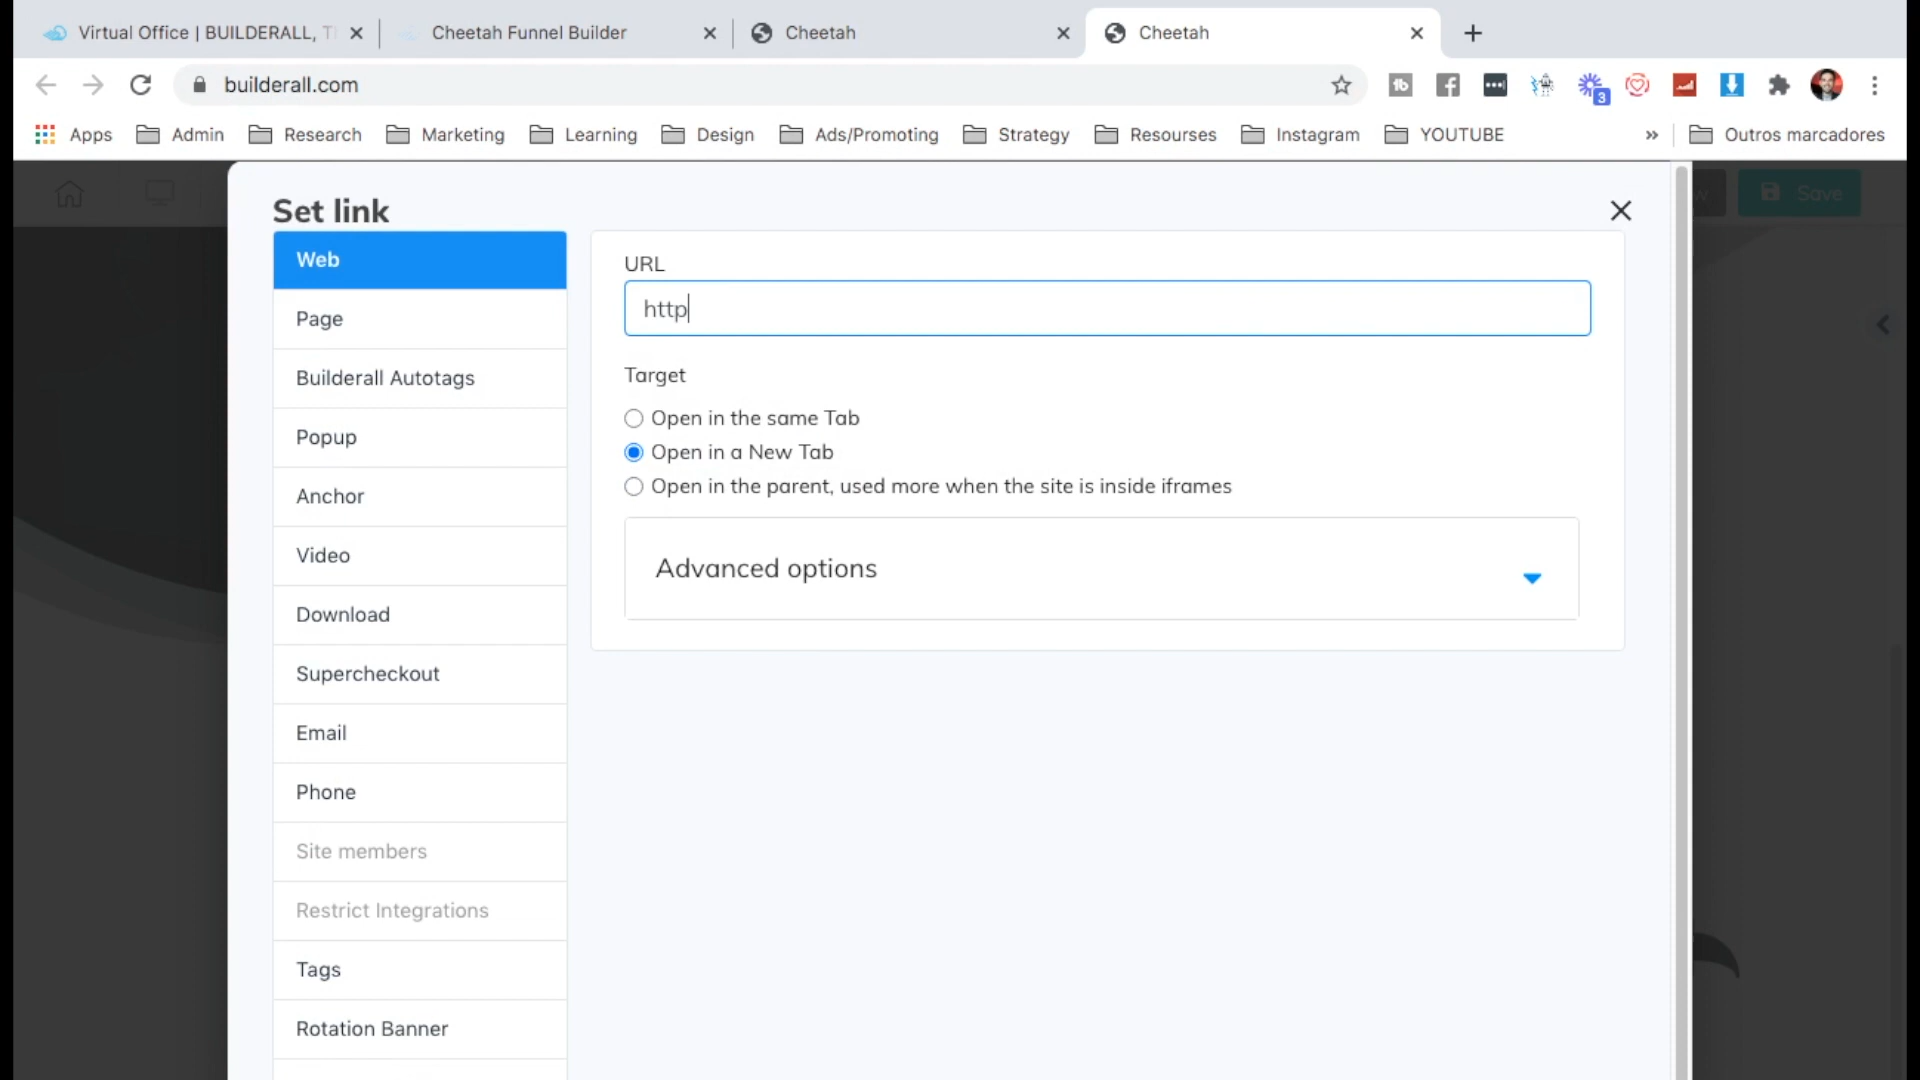 Virtual Office | BUILDERALL, T
Cheetah Funnel Builder
Cheetah
Cheetah
builderall.com
3
Apps
Admin
Research
Marketing
Learning
Design
Ads/Promoting
Strategy
Resourses
Instagram
YOUTUBE
»
Outros marcadores
Save
Set link
Web
Page
Builderall Autotags
Popup
Anchor
Video
Download
Supercheckout
Email
Phone
Site members
Restrict Integrations
Tags
Rotation Banner
URL
http
Target
Open in the same Tab
Open in a New Tab
Open in the parent, used more when the site is inside iframes
Advanced options